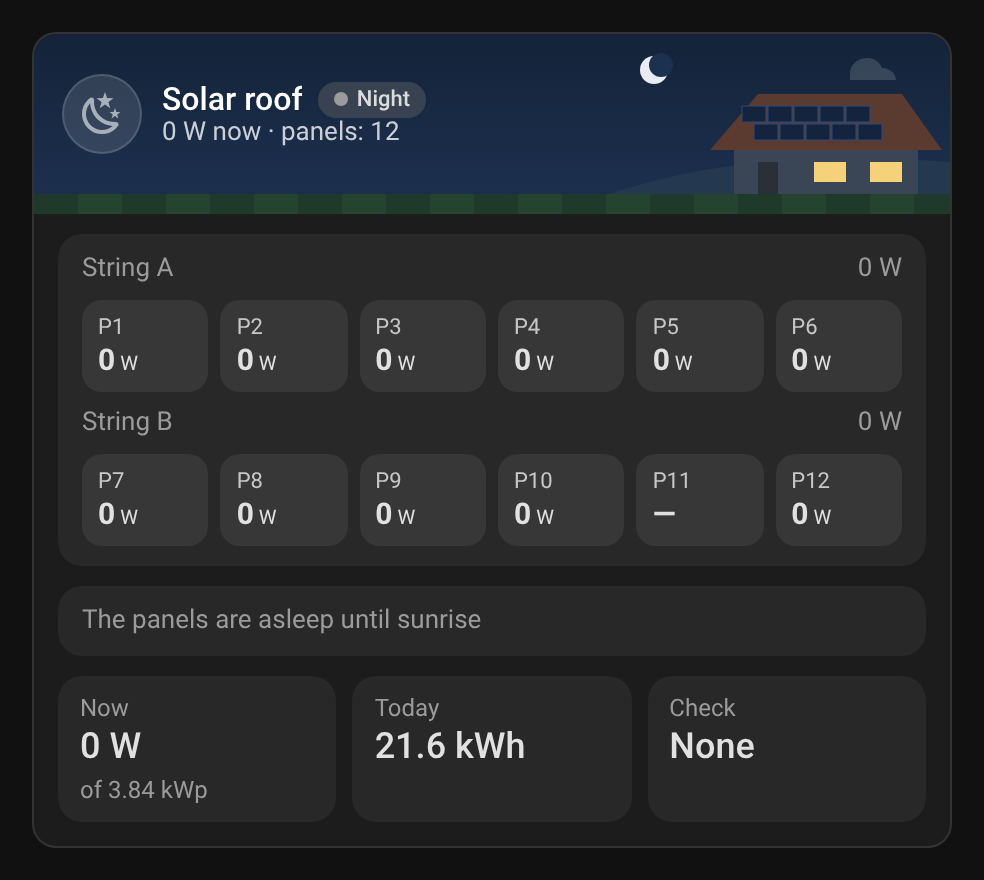 Solar roof
Night
0 W now · panels: 12
String A
0 W
P1
P2
P3
P4
P5
P6
0 W
0 W
0 W
0 W
0 W
0 W
String B
0 W
P7
P8
P9
P10
P11
P12
0 W
0 W
0 W
0 W
—
0 W
The panels are asleep until sunrise
Now
0 W
of 3.84 kWp
Today
21.6 kWh
Check
None